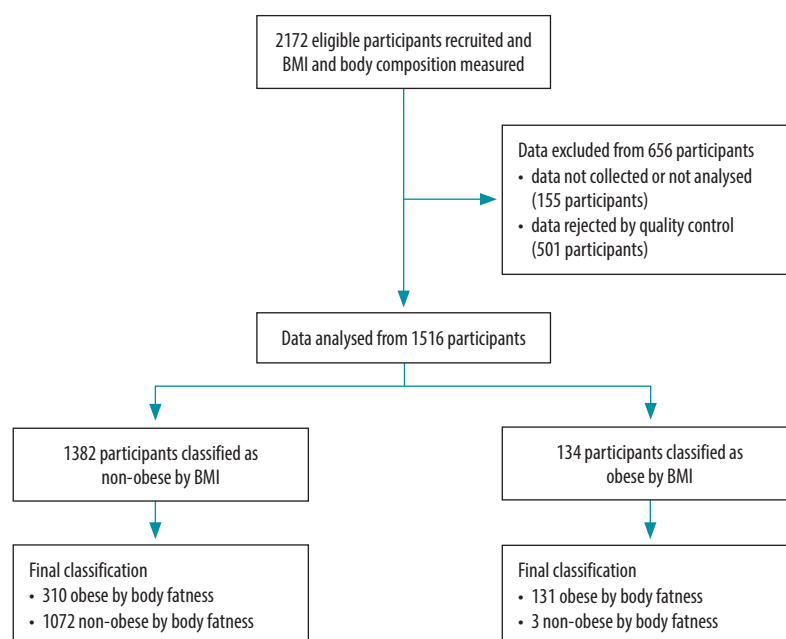 2172 eligible participants recruited and
BMI and body composition measured
Data excluded from 656 participants
• data not collected or not analysed
(155 participants)
• data rejected by quality control
(501 participants)
Data analysed from 1516 participants
1382 participants classified as
non-obese by BMI
134 participants classified as
obese by BMI
Final classification
• 310 obese by body fatness
• 1072 non-obese by body fatness
Final classification
• 131 obese by body fatness
• 3 non-obese by body fatness